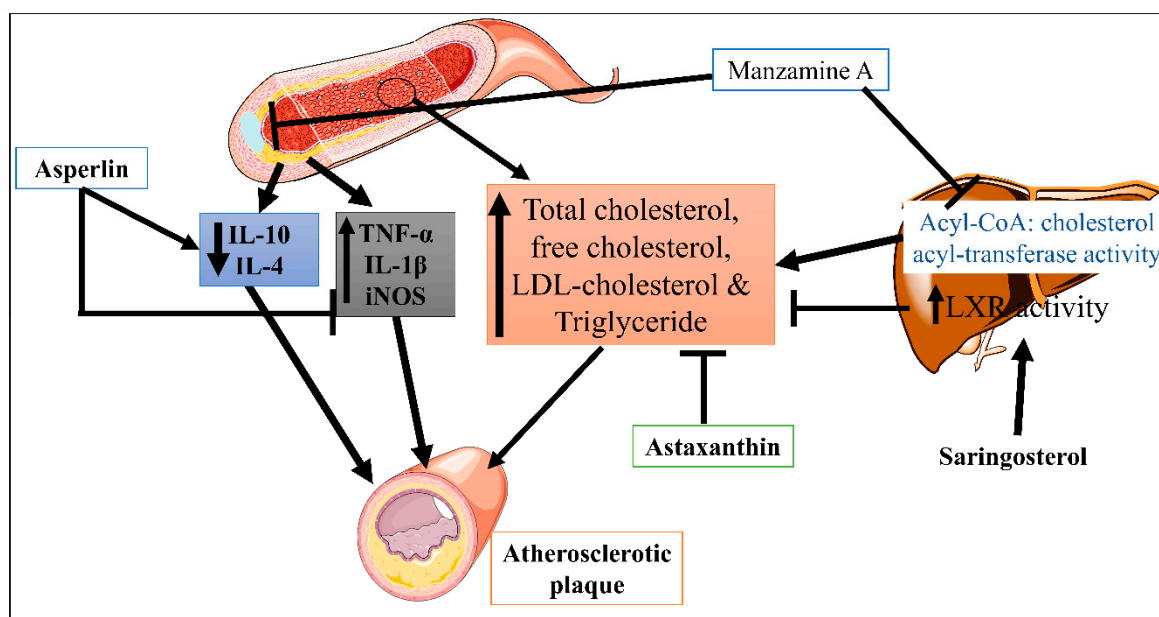 Manzamine A
Asperlin
IL-10
IL-4
TNF-α
IL-1β
iNOS
Total cholesterol,
free cholesterol,
LDL-cholesterol &
Triglyceride
Acyl-CoA: cholesterol
acyl-transferase activity
LXR activity
Astaxanthin
Saringosterol
Atherosclerotic
plaque